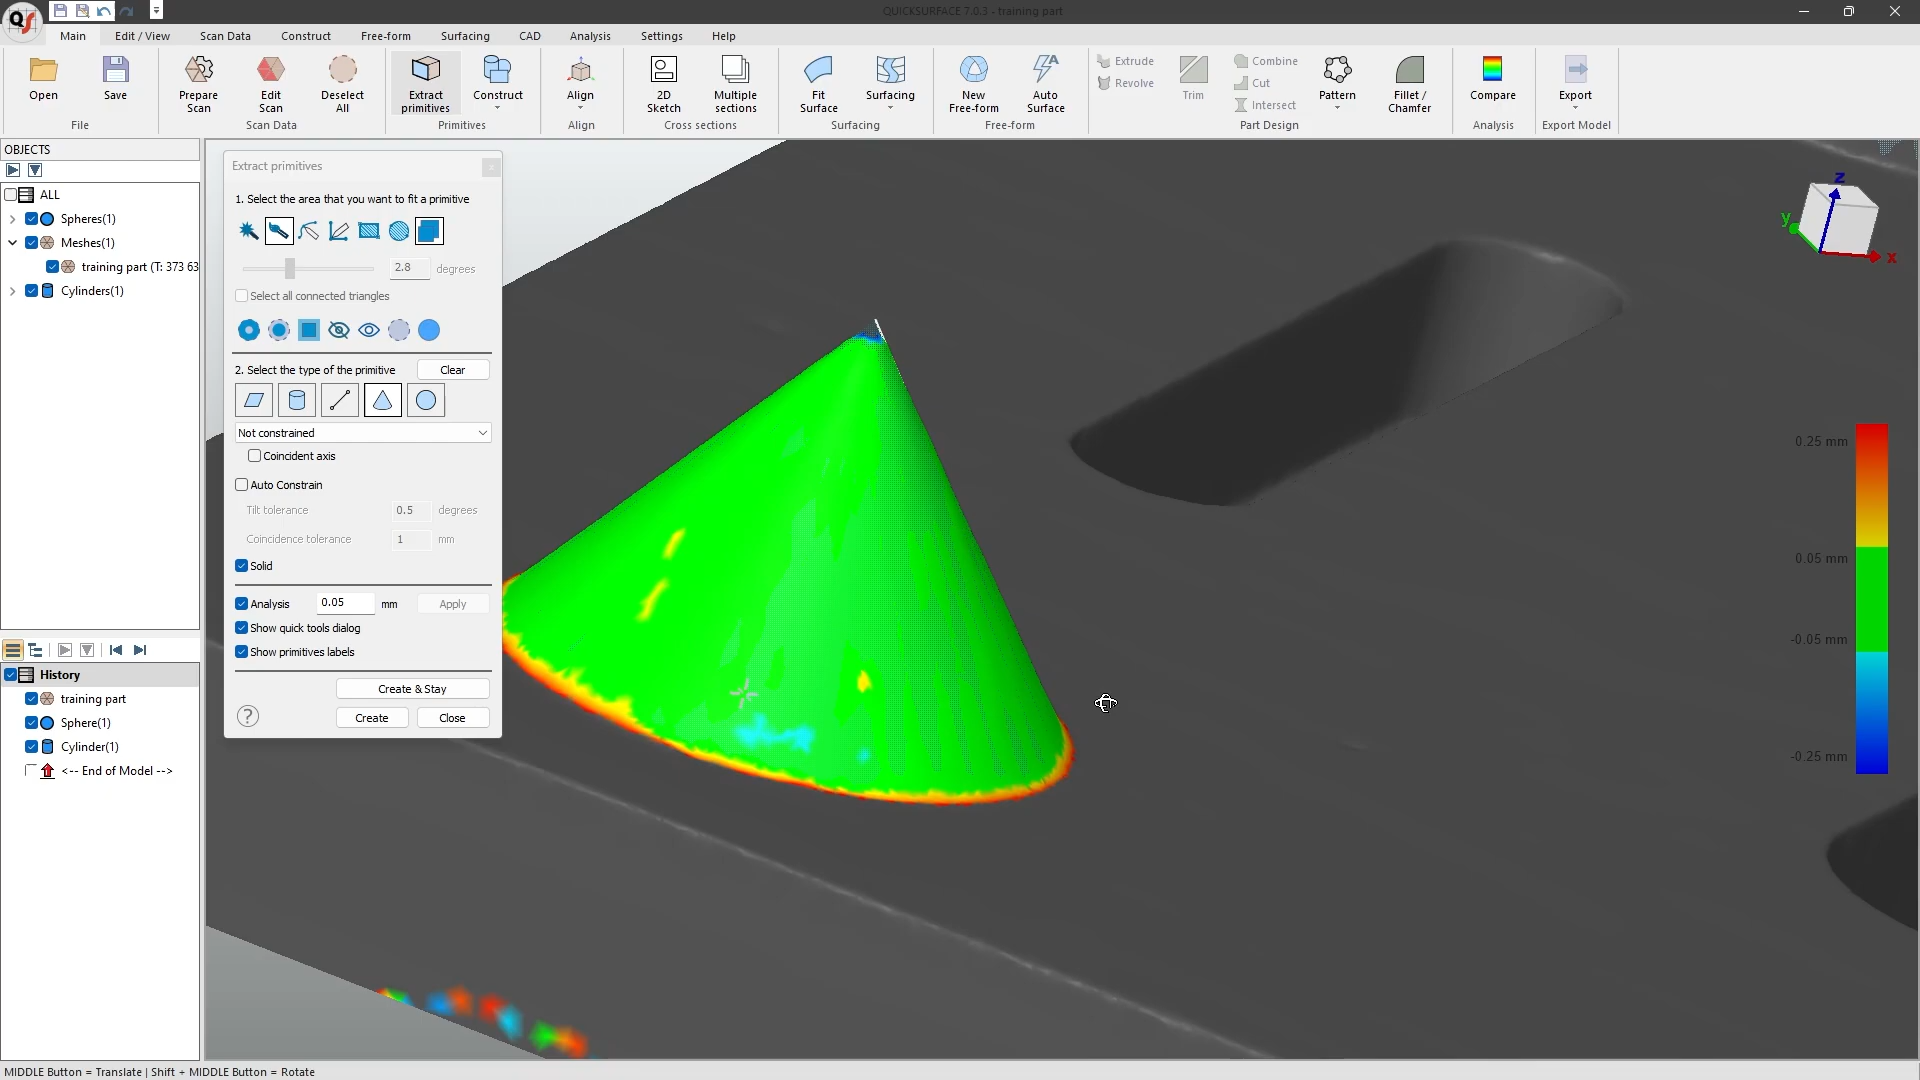 QUICKSURFACE 7.0.3 - training part
Main Edit / View Scan Data Construct Free-form Surfacing CAD Analysis Settings Help
Open
Save
File
Prepare Scan
Edit Scan
Deselect All
Scan Data
Extract primitives
Construct
Primitives
Align
Align
2D Sketch
Multiple sections
Cross sections
Fit Surface
Surfacing
Surfacing
New Free-form
Auto Surface
Free-form
Extrude
Revolve
Trim
Combine
Cut
Intersect
Pattern
Fillet / Chamfer
Part Design
Compare
Analysis
Export
Export Model
OBJECTS
ALL
Spheres(1)
Meshes(1)
training part (T: 373 63
Cylinders(1)
History
training part
Sphere(1)
Cylinder(1)
<-- End of Model -->
Extract primitives
1. Select the area that you want to fit a primitive
2.8 degrees
Select all connected triangles
2. Select the type of the primitive Clear
Not constrained
Coincident axis
Auto Constrain
Tilt tolerance 0.5 degrees
Coincidence tolerance 1 mm
Solid
Analysis 0.05 mm Apply
Show quick tools dialog
Show primitives labels
Create & Stay
? Create Close
z
y
x
0.25 mm
0.05 mm
-0.05 mm
-0.25 mm
MIDDLE Button = Translate | Shift + MIDDLE Button = Rotate